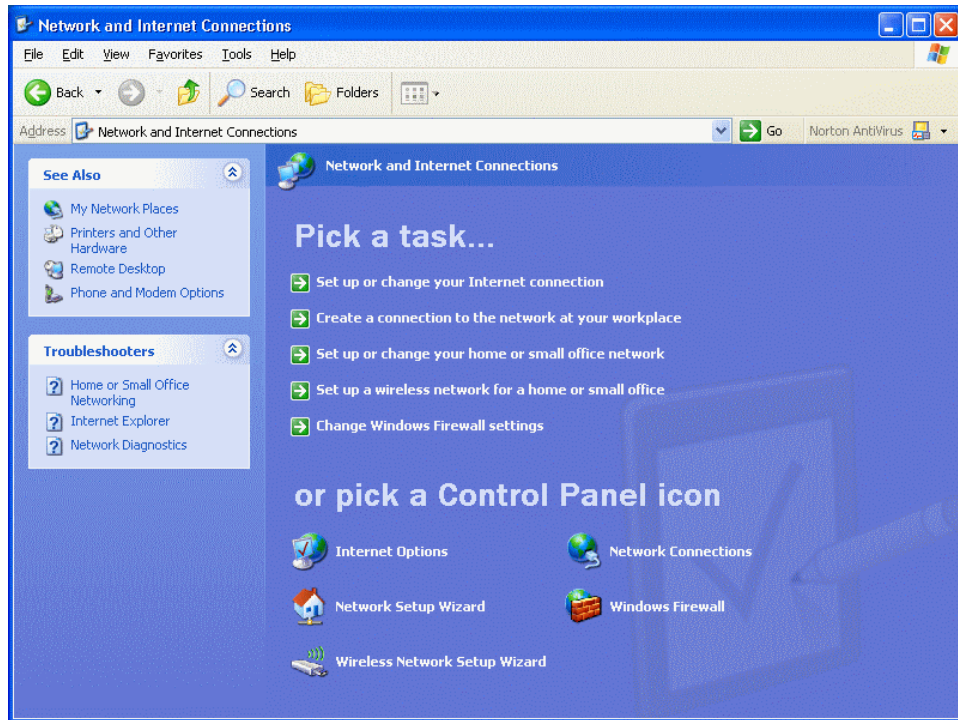 Network and Internet Connections
File Edit View Favorites Tools Help
Back Search Folders
Address Network and Internet Connections Go Norton AntiVirus
See Also
My Network Places
Printers and Other
Hardware
Remote Desktop
Phone and Modem Options
Troubleshooters
Home or Small Office
Networking
Internet Explorer
Network Diagnostics
Network and Internet Connections
Pick a task...
Set up or change your Internet connection
Create a connection to the network at your workplace
Set up or change your home or small office network
Set up a wireless network for a home or small office
Change Windows Firewall settings
or pick a Control Panel icon
Internet Options Network Connections
Network Setup Wizard Windows Firewall
Wireless Network Setup Wizard